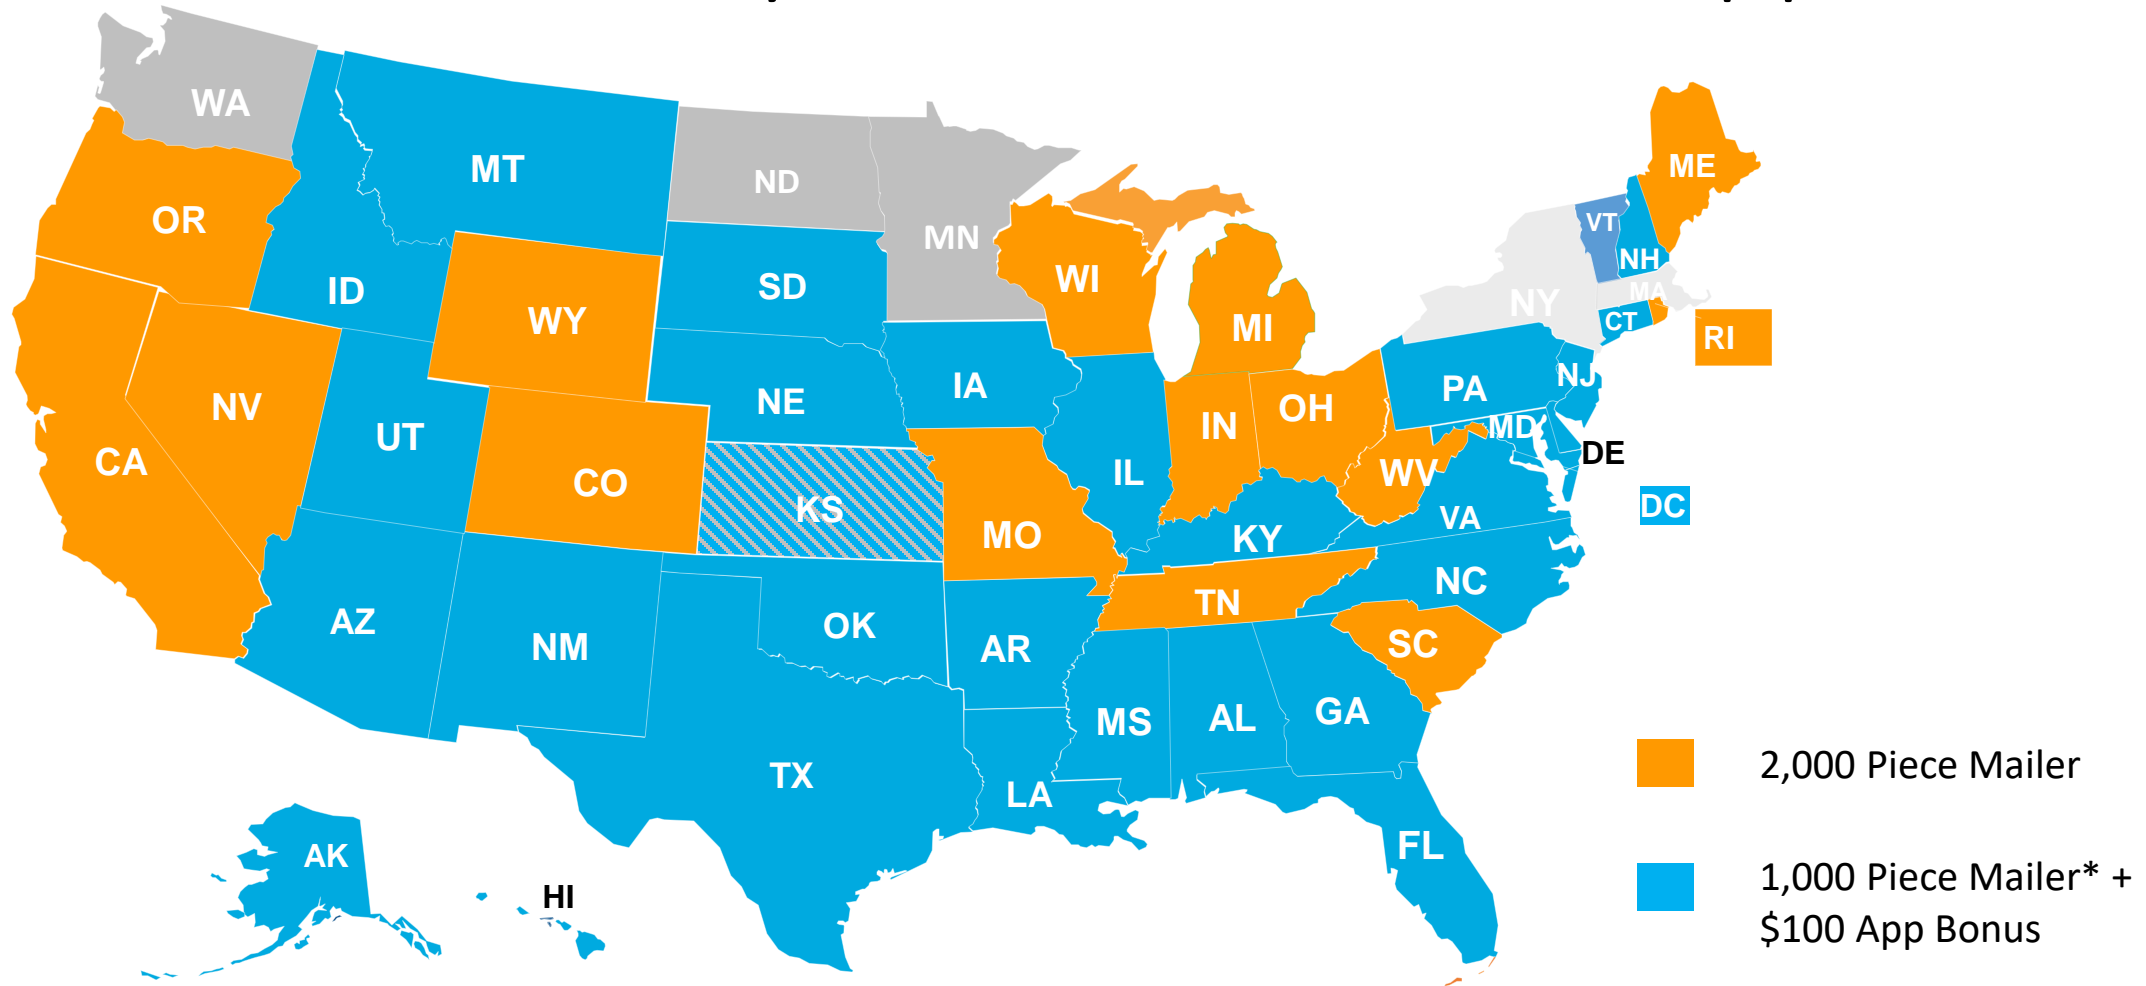 WA
MT
ND
MN
ME
OR
ID
SD
WI
VT
NH
WY
MI
NY
MA
CT
RI
NV
UT
NE
IA
IN
OH
PA
NJ
MD
DE
CA
CO
KS
IL
WV
DC
MO
KY
VA
AZ
NM
OK
AR
TN
NC
SC
MS
AL
GA
TX
LA
FL
AK
HI
2,000 Piece Mailer
1,000 Piece Mailer* +
$100 App Bonus